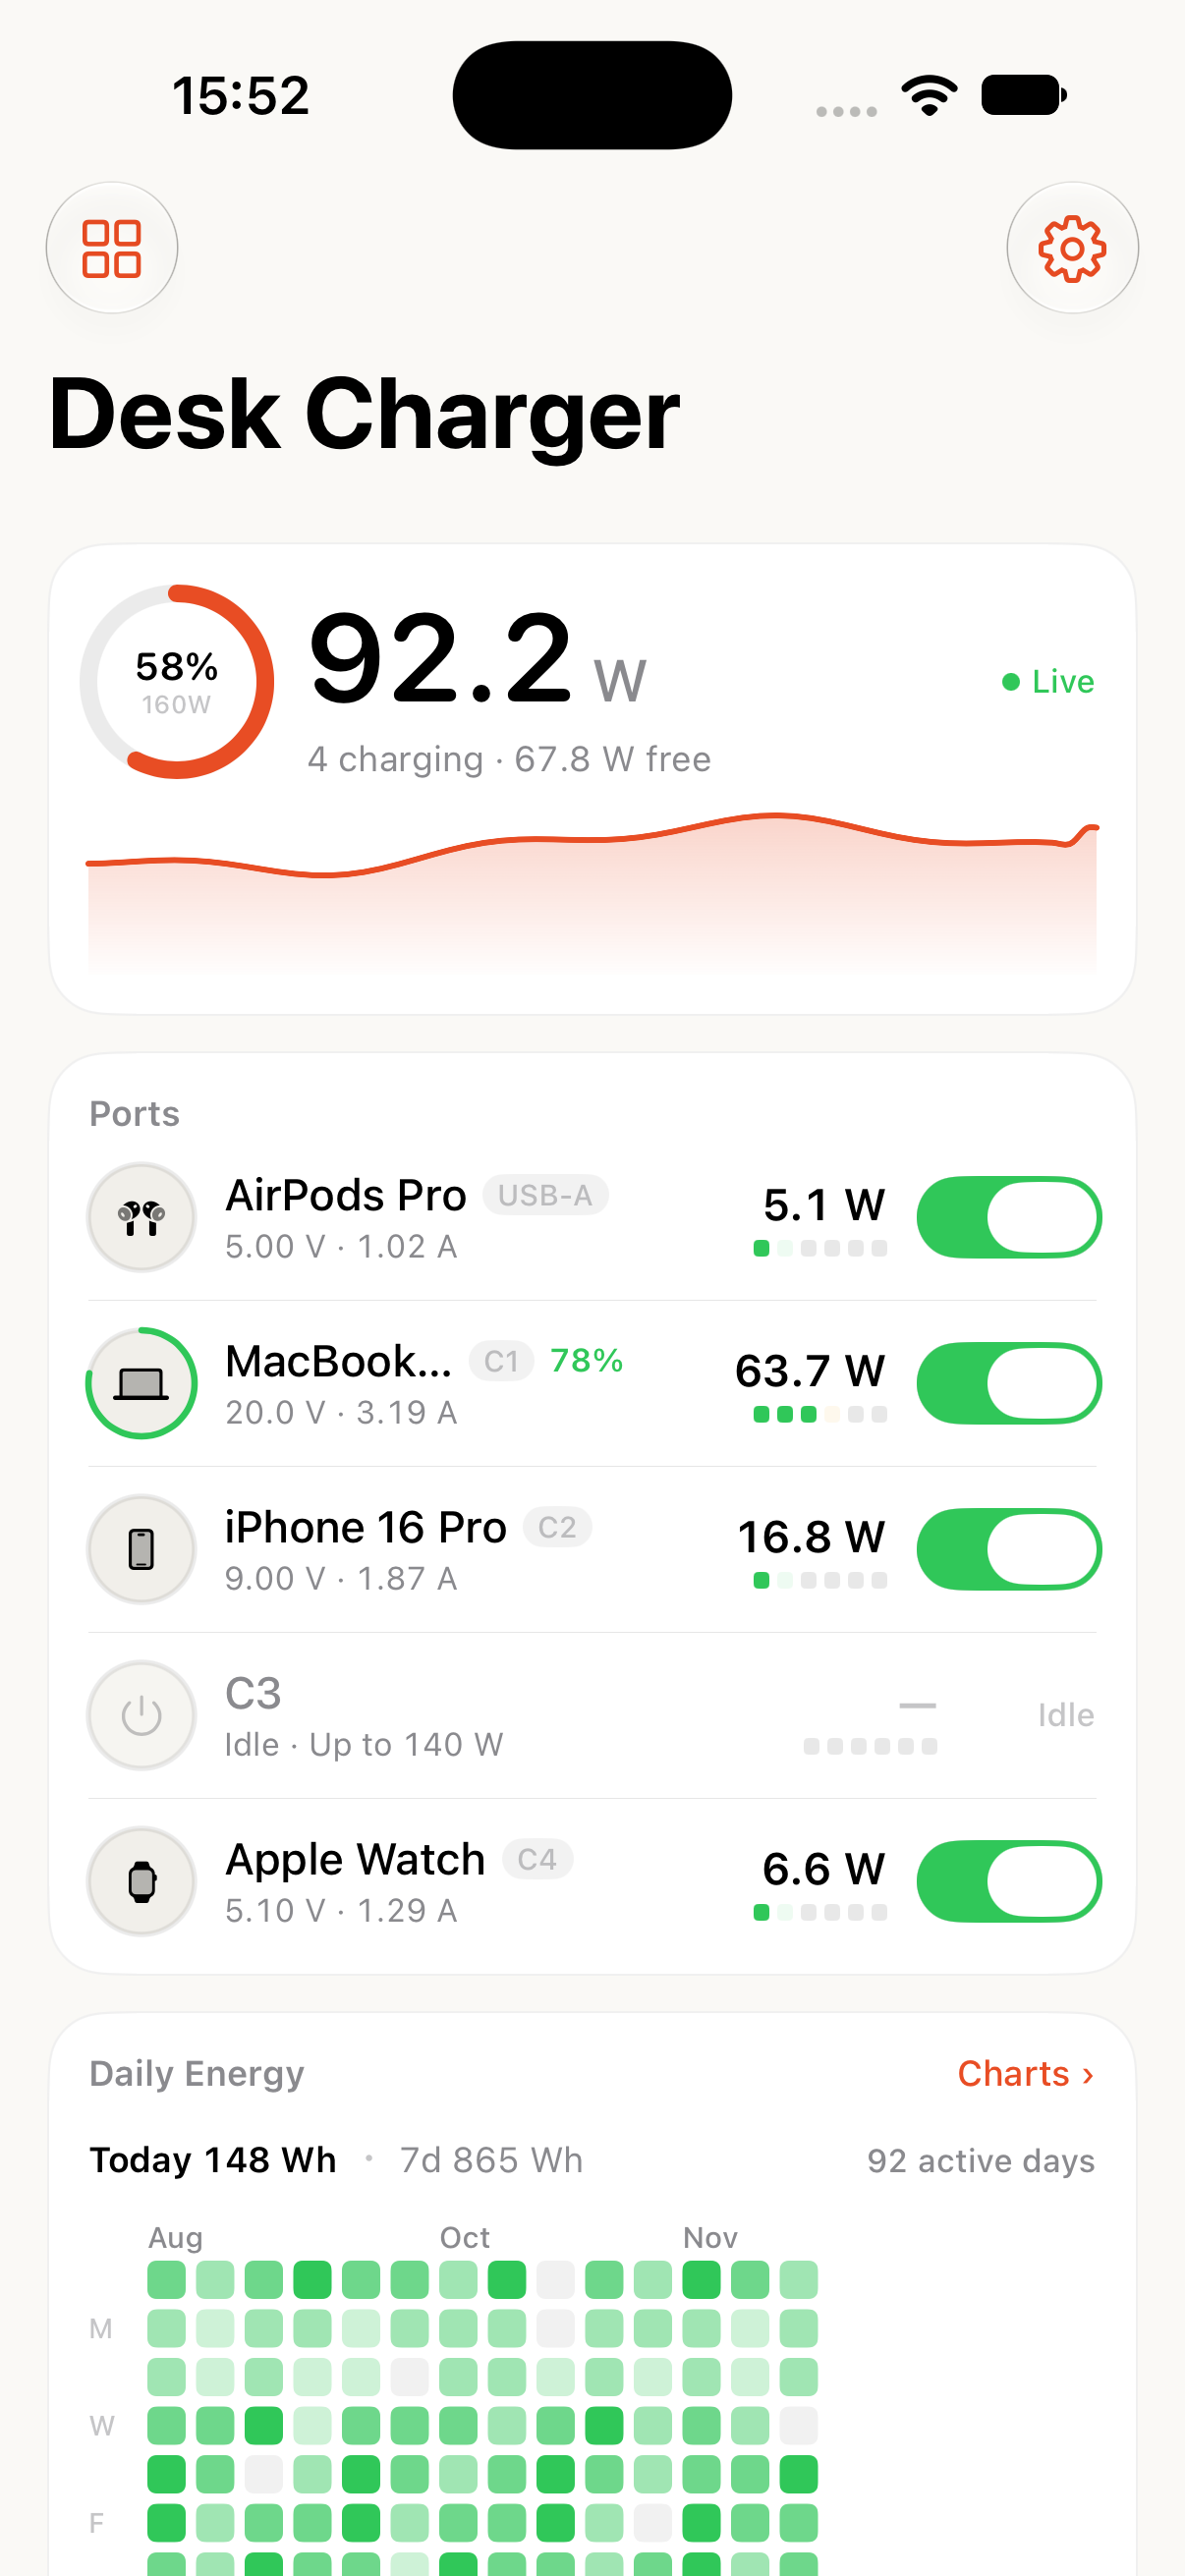 15:52
Desk Charger
58%
160W
92.2 W
Live
4 charging · 67.8 W free
Ports
AirPods Pro USB-A
5.00 V · 1.02 A
5.1 W
MacBook... C1 78%
20.0 V · 3.19 A
63.7 W
iPhone 16 Pro C2
9.00 V · 1.87 A
16.8 W
C3
Idle · Up to 140 W
—
Idle
Apple Watch C4
5.10 V · 1.29 A
6.6 W
Daily Energy
Charts ›
Today 148 Wh · 7d 865 Wh
92 active days
Aug Oct Nov
M
W
F